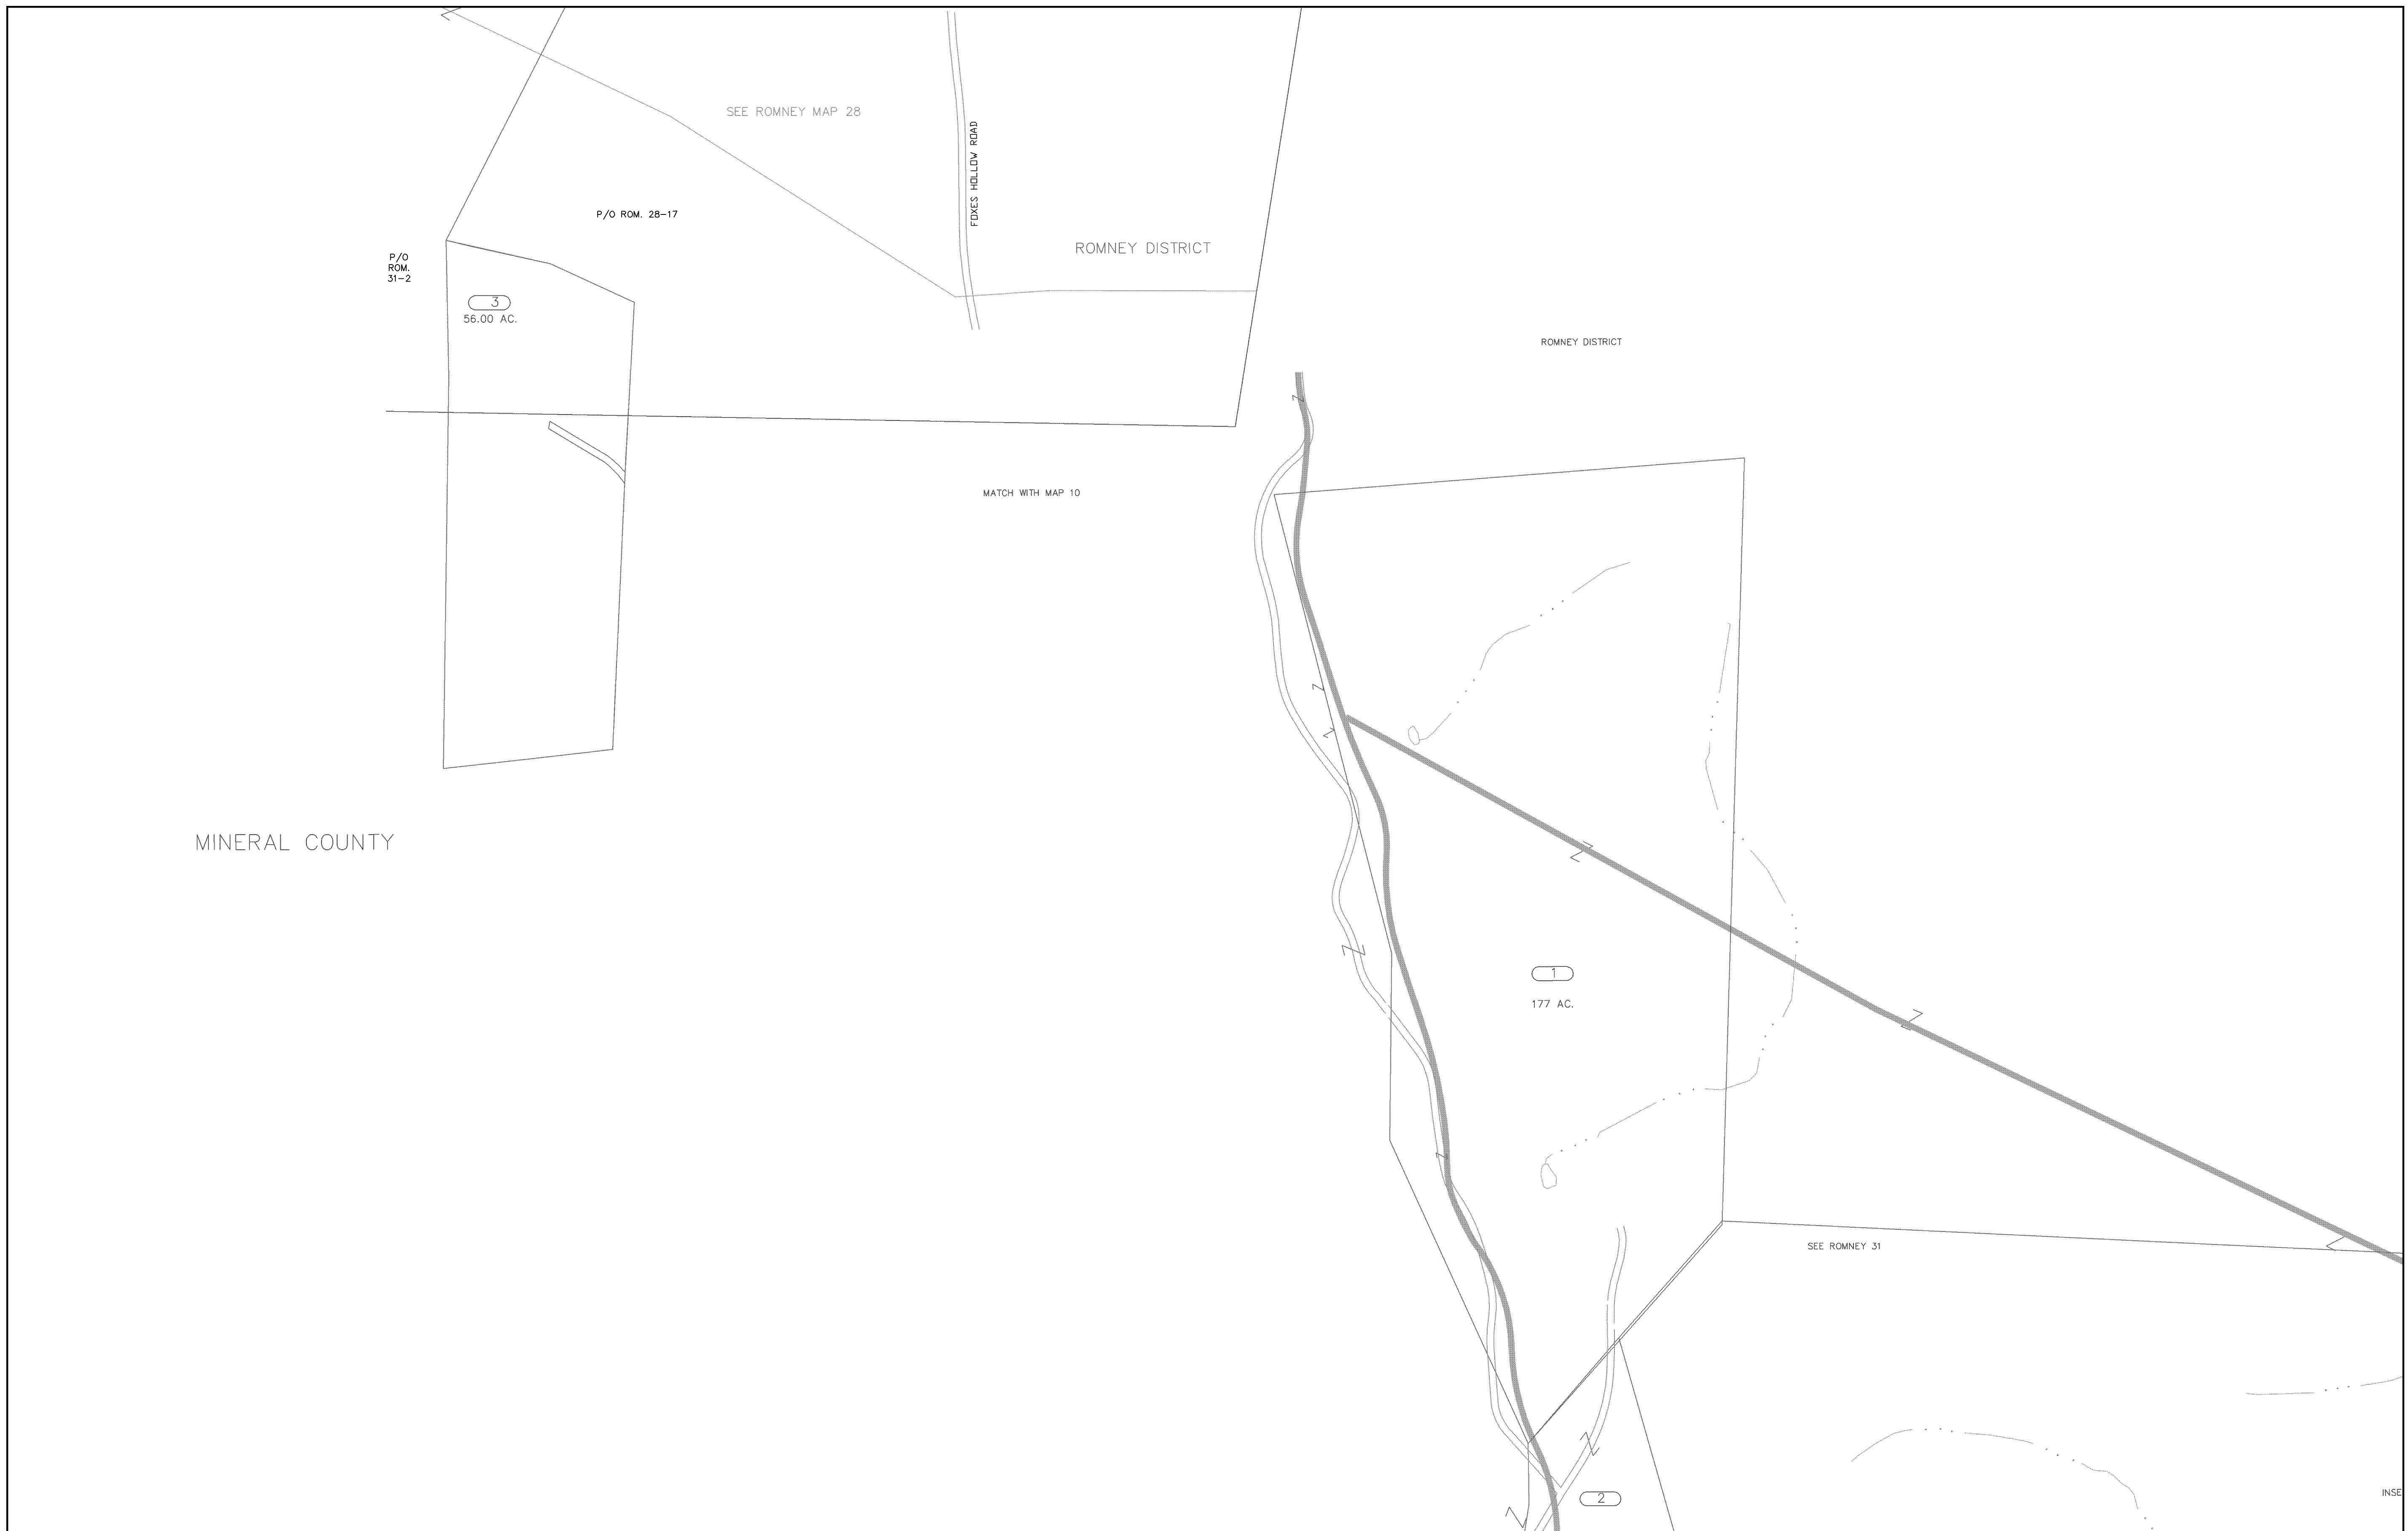 SEE ROMNEY MAP 28
FOXES HOLLOW ROAD
P/O ROM. 28-17
ROMNEY DISTRICT
P/O
ROM.
31-2
3
56.00 AC.
ROMNEY DISTRICT
MATCH WITH MAP 10
MINERAL COUNTY
1
177 AC.
SEE ROMNEY 31
INSE
2